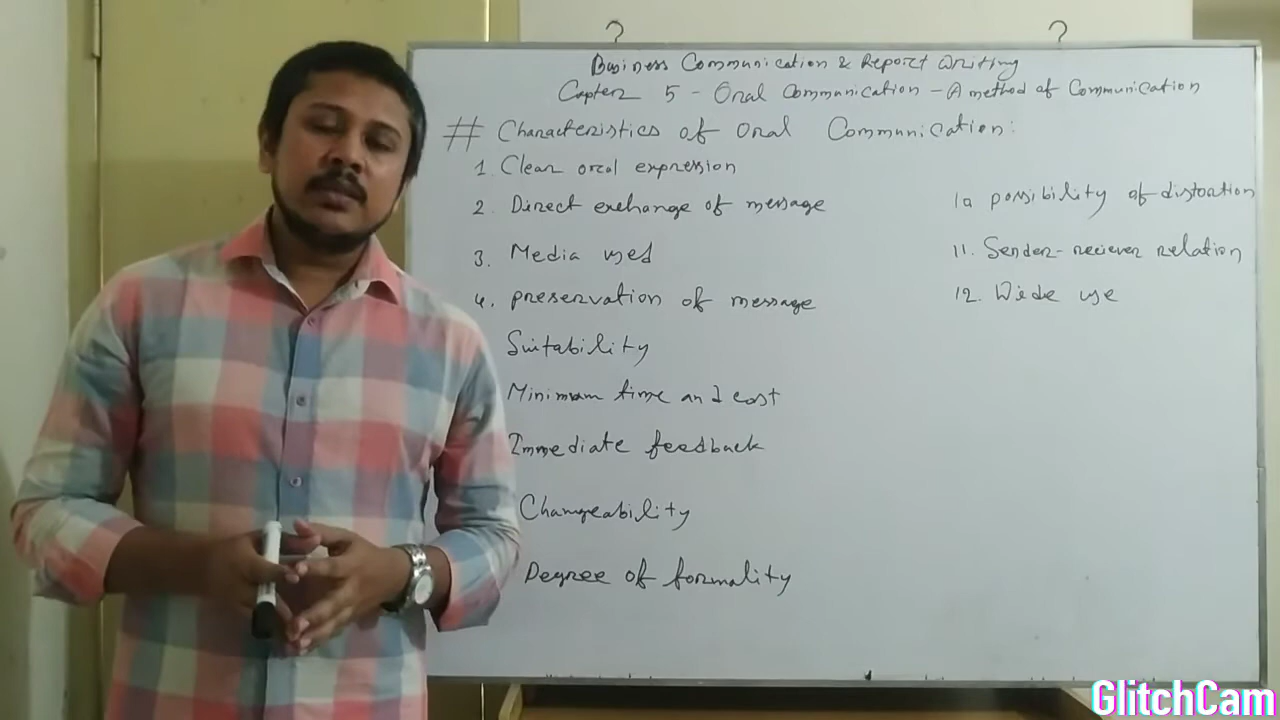 Business Communication & Report Writing
Capter 5 - Oral Communication - A method of Communication
# Characteristics of Oral Communication:
1. Clear oral expression
2. Direct exchange of message
3. Media used
4. preservation of message
Suitability
Minimum time and cost
Immediate feedback
Changeability
Degree of formality
10 possibility of distortion
11. Sender-reciever relation
12. Wide use
GlitchCam